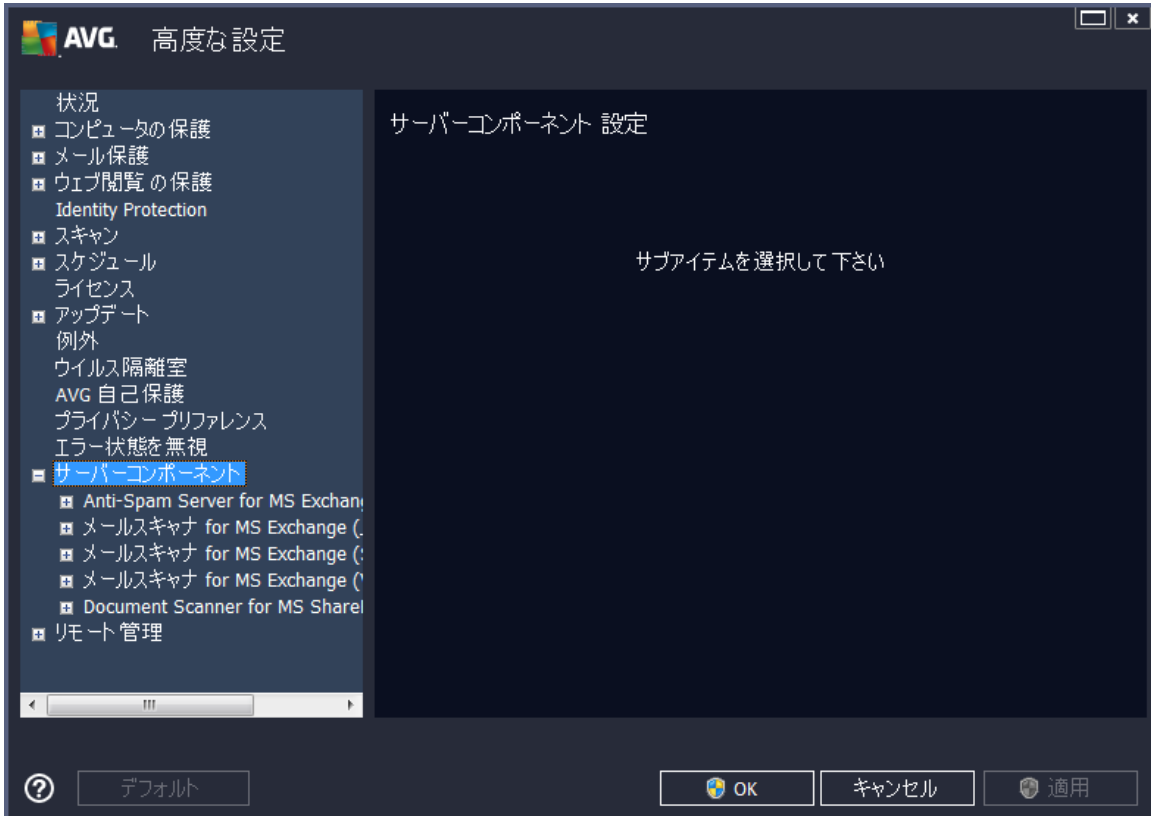 AVG. 高度な設定
状況
コンピュータの保護
メール保護
ウェブ閲覧 の保護
Identity Protection
スキャン
スケジュール
ライセンス
アップデート
例外
ウイルス隔離室
AVG 自己保護
プライバシー プリファレンス
エラー状態を無視
サーバーコンポーネント
Anti-Spam Server for MS
メールスキャナ for MS Exchange (
メールスキャナ for MS Exchange (
メールスキャナ for MS Exchange (
Document Scanner for MS
リモート管理
サーバーコンポーネント 設定
サブアイテムを選択して下さい
デフォルト
OK
キャンセル
適用